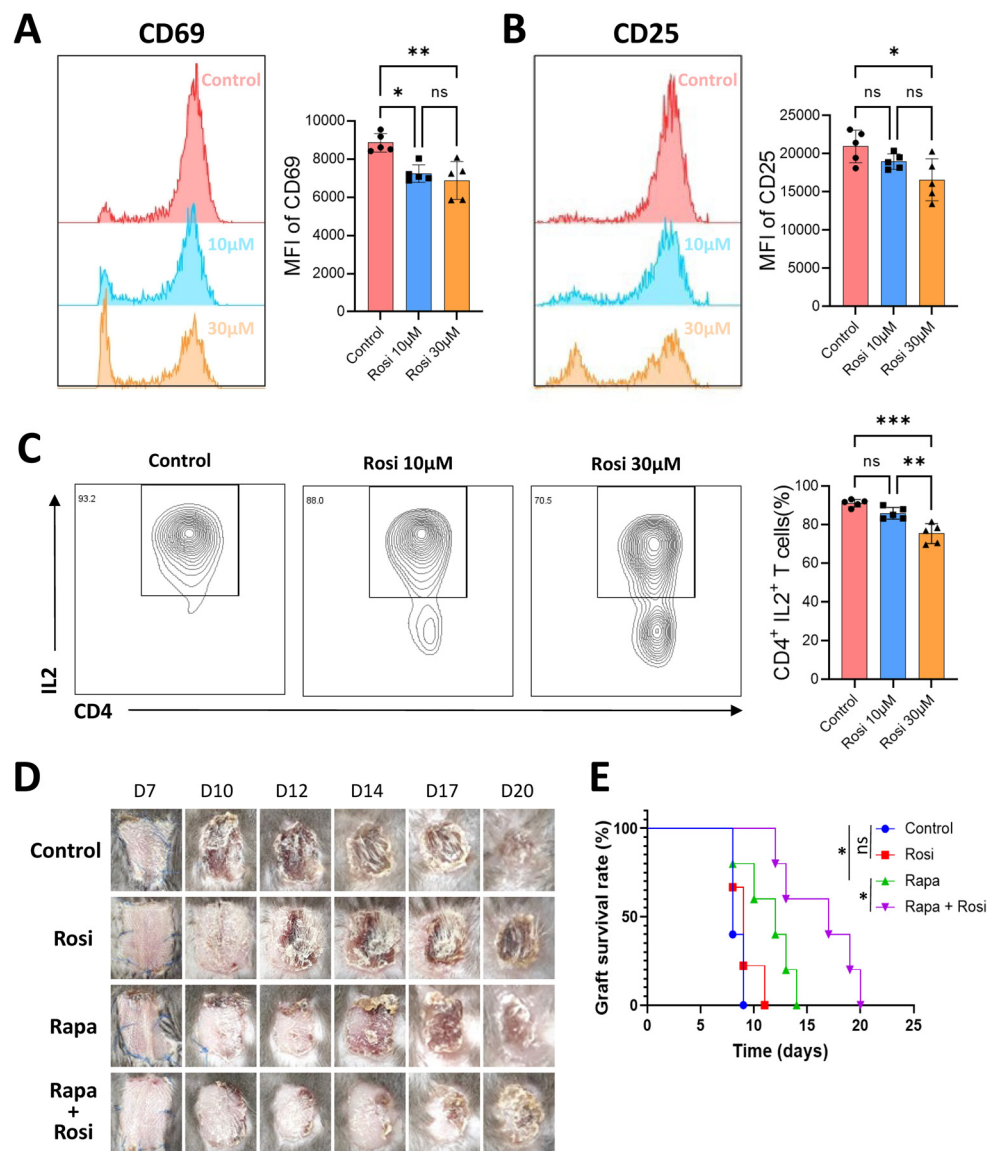 A
CD69
Control
10µM
30µM
MFI of CD69
10000
8000
6000
4000
2000
0
**
*
ns
Control
Rosi 10µM
Rosi 30µM
B
CD25
Control
10µM
30µM
MFI of CD25
25000
20000
15000
10000
5000
0
*
ns
ns
Control
Rosi 10µM
Rosi 30µM
C
Control
Rosi 10µM
Rosi 30µM
93.2
88.0
70.5
IL2
CD4
CD4+ IL2+ T cells(%)
100
80
60
40
20
0
***
ns
**
Control
Rosi 10µM
Rosi 30µM
D
D7 D10 D12 D14 D17 D20
Control
Rosi
Rapa
Rapa
+
Rosi
E
Graft survival rate (%)
100
50
0
0 5 10 15 20 25
Time (days)
*
ns
*
Control
Rosi
Rapa
Rapa + Rosi